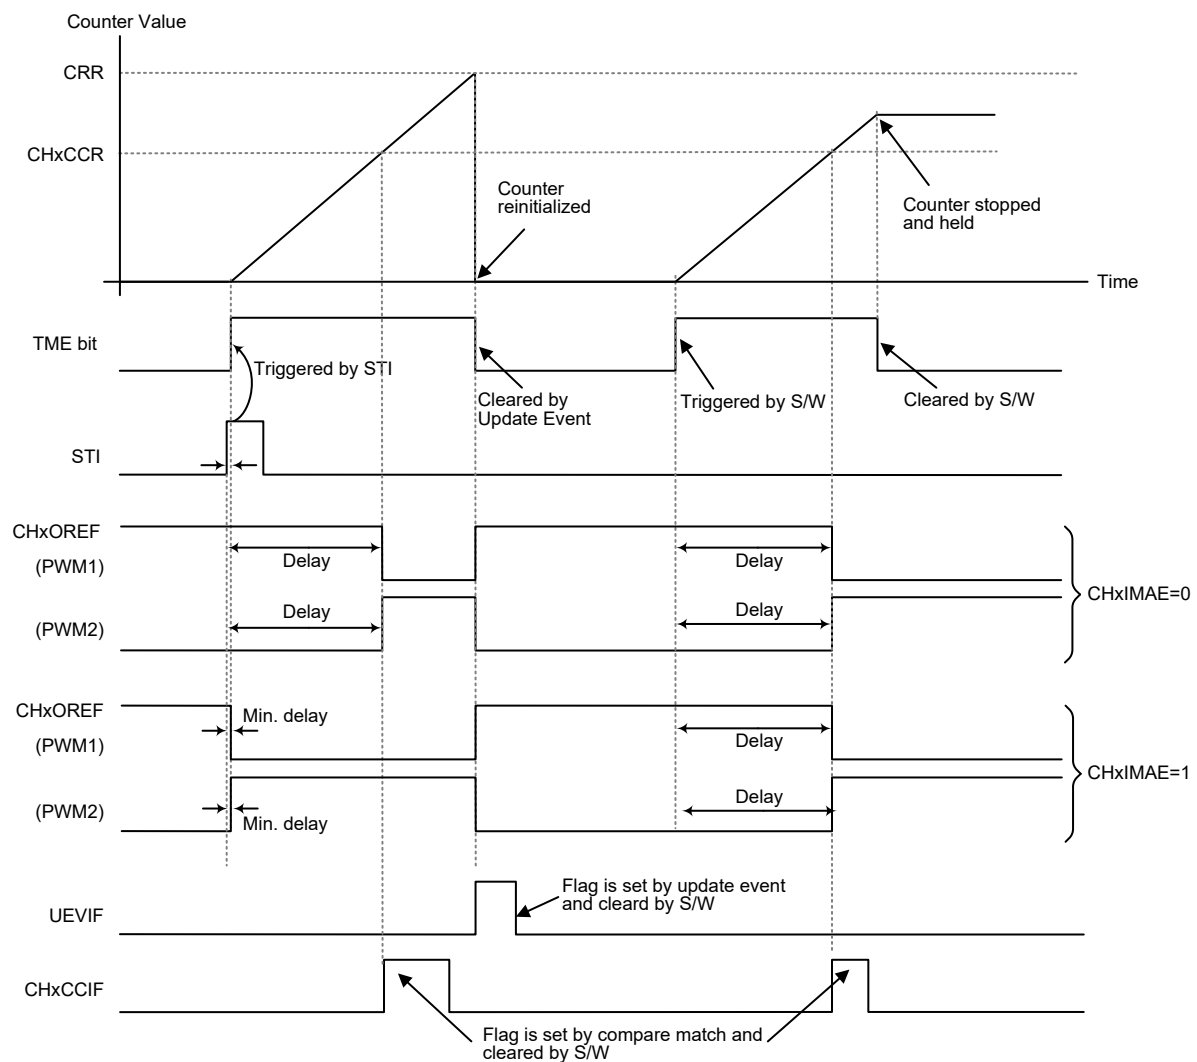 Counter Value
CRR
CHxCCR
Counter
reinitialized
Counter stopped
and held
Time
TME bit
Triggered by STI
Cleared by
Update Event
Triggered by S/W
Cleared by S/W
STI
CHxOREF
(PWM1)
Delay
Delay
(PWM2)
Delay
Delay
CHxIMAE=0
CHxOREF
(PWM1)
Min. delay
Delay
(PWM2)
Min. delay
Delay
CHxIMAE=1
UEVIF
Flag is set by update event
and cleard by S/W
CHxCCIF
Flag is set by compare match and
cleared by S/W